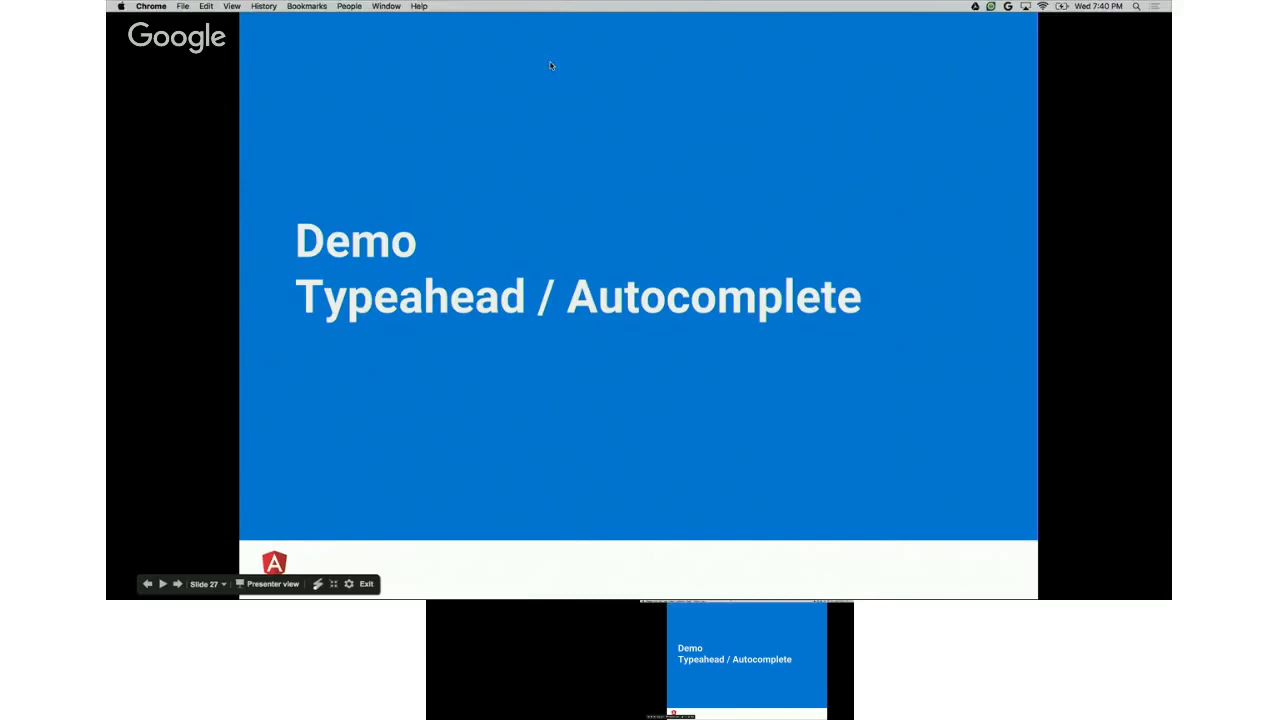 Chrome File Edit View History Bookmarks People Window Help Wed 7:40 PM
Google
Demo
Typeahead / Autocomplete
A
Slide 27 Presenter view Exit
Demo
Typeahead / Autocomplete